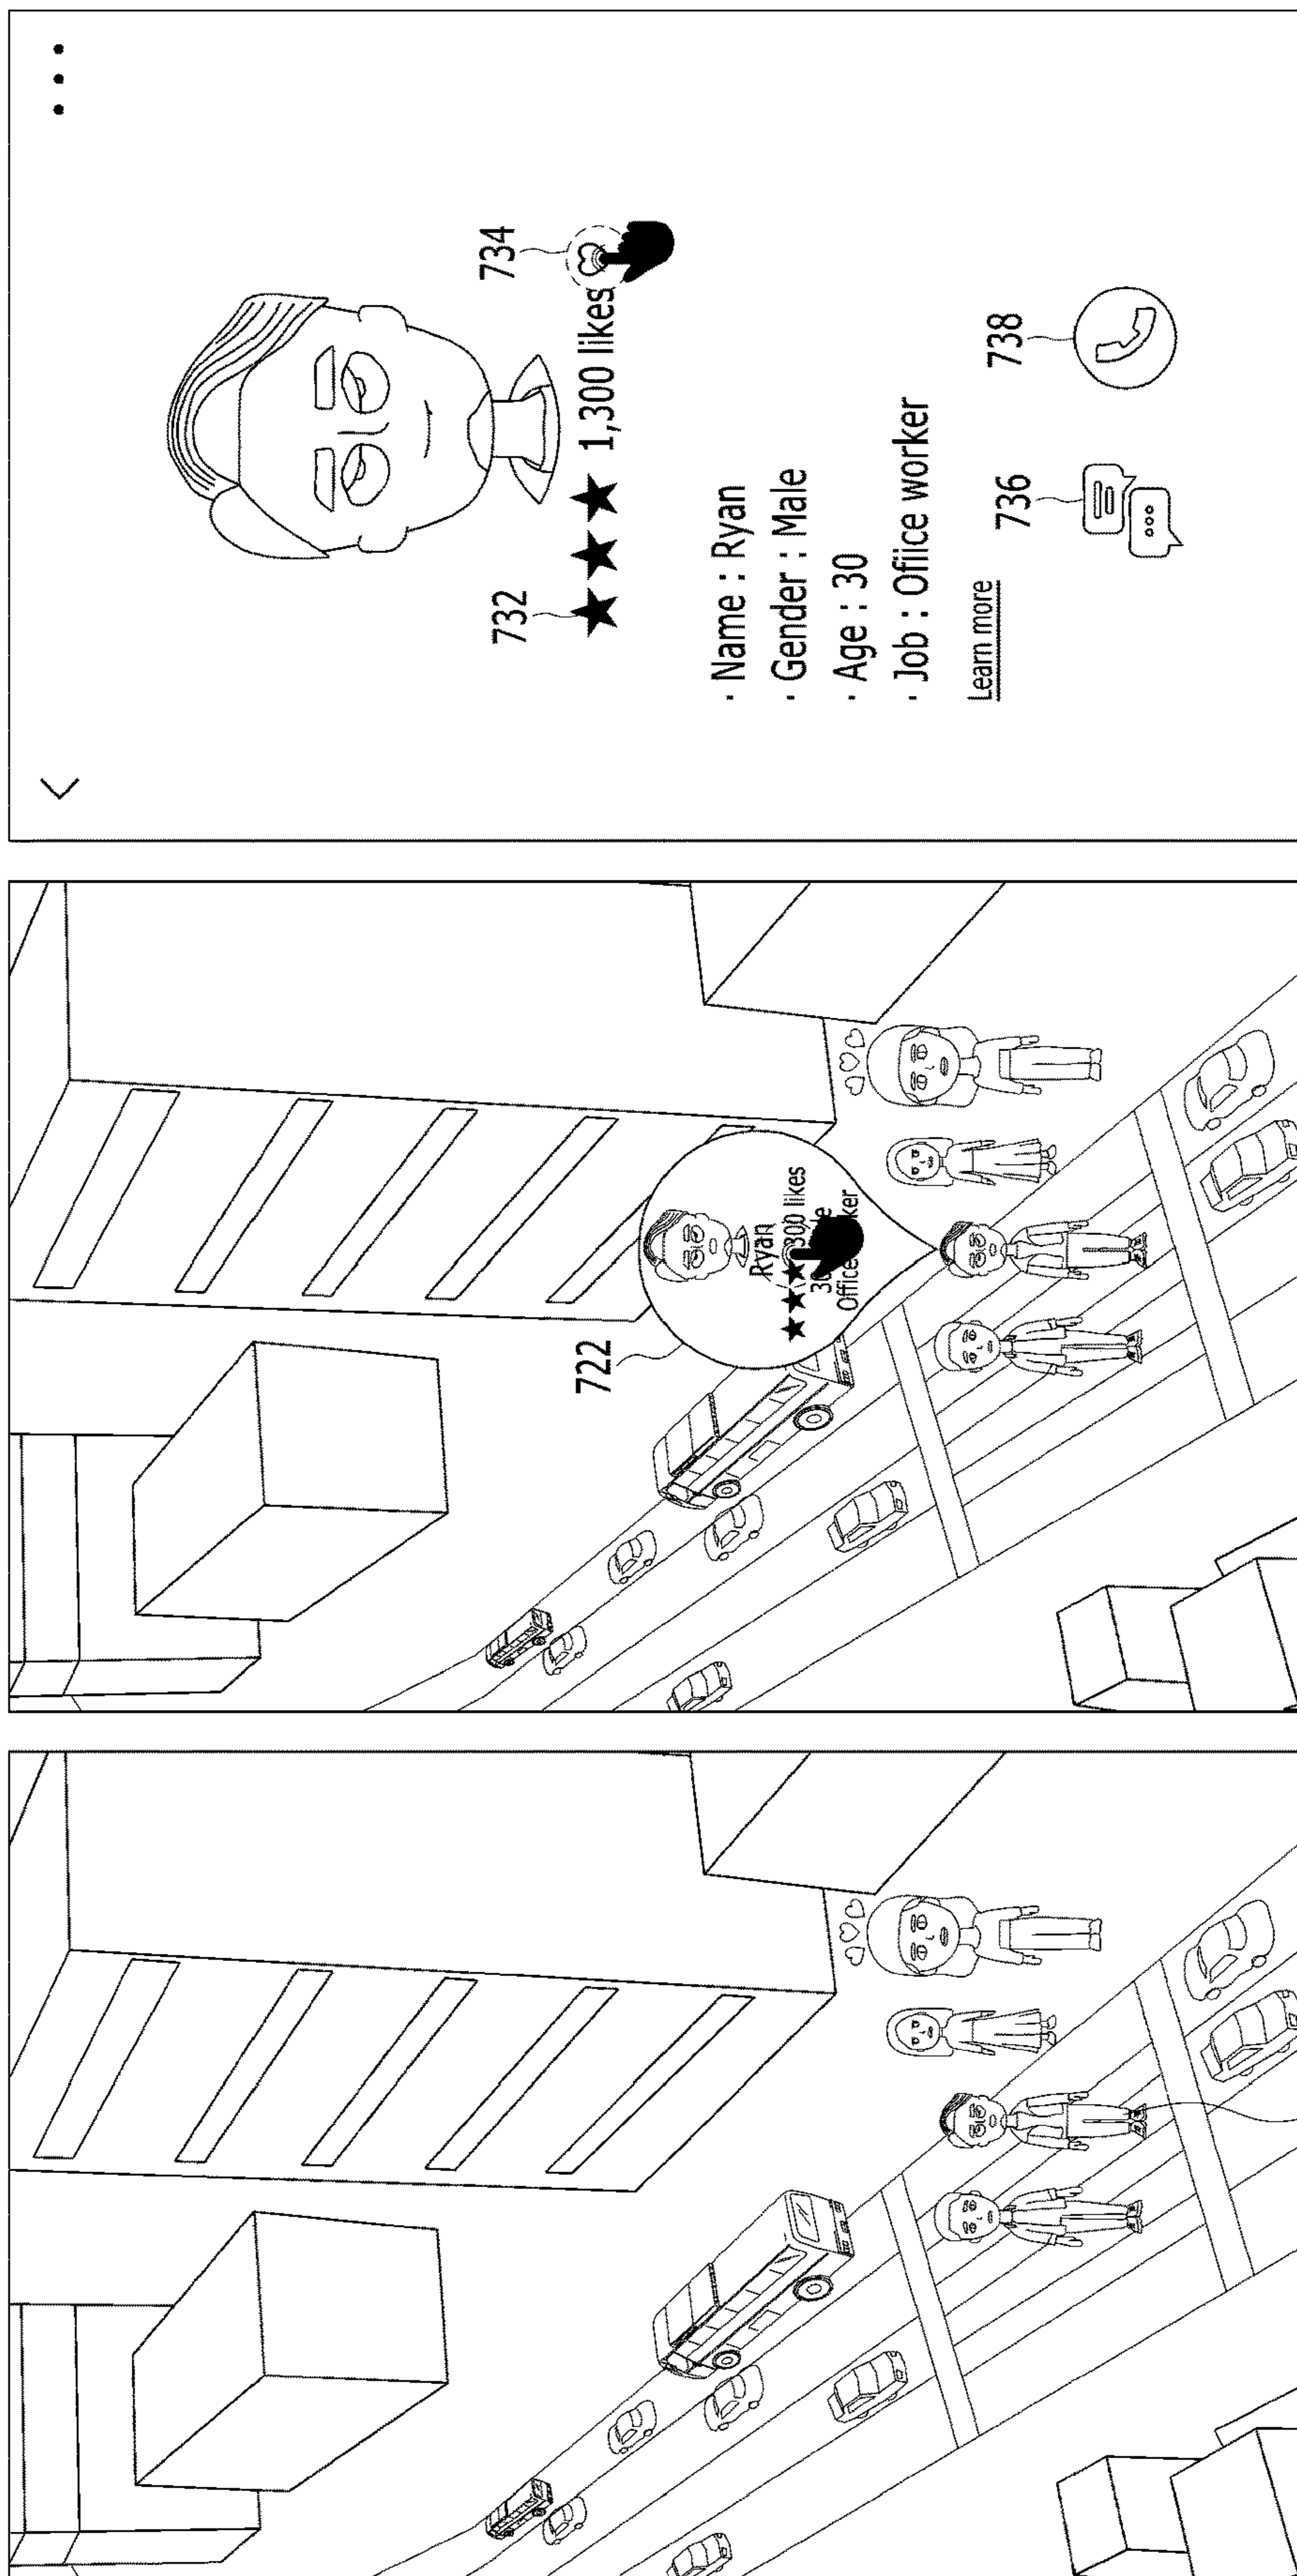 722
Ryan
★★★ 300 likes
Office
734
732
★★★ 1,300 likes
· Name : Ryan
· Gender : Male
· Age : 30
· Job : Ofiice worker
Learn more
736
738